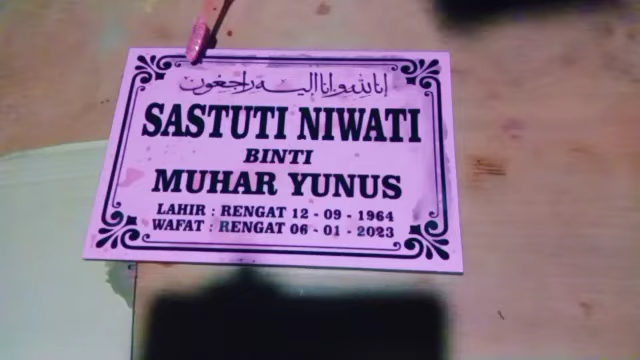 إنا لله وإنا إليه راجعون
SASTUTI NIWATI
BINTI
MUHAR YUNUS
LAHIR : RENGAT 12 - 09 - 1964
WAFAT : RENGAT 06 - 01 - 2023